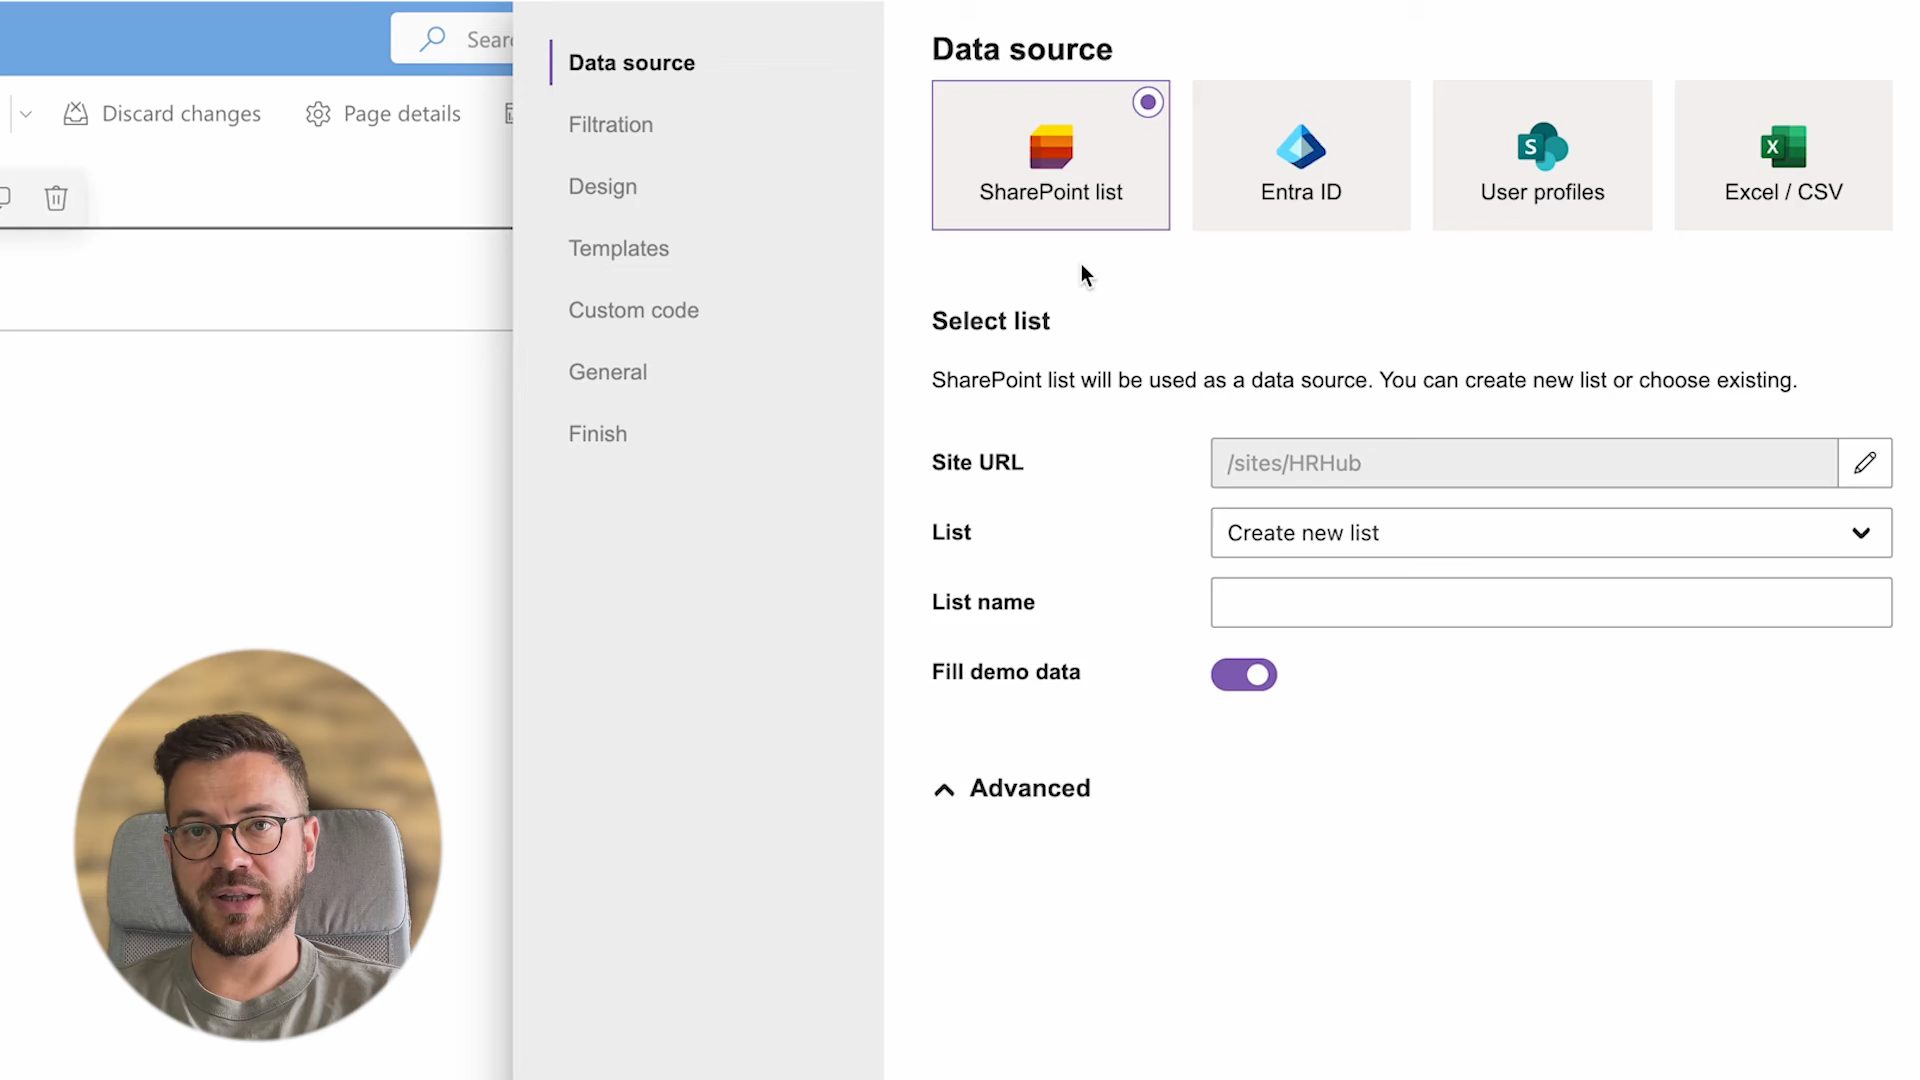 Discard changes
Page details
Data source
Filtration
Design
Templates
Custom code
General
Finish
Data source
SharePoint list
Entra ID
S
User profiles
X
Excel / CSV
Select list
SharePoint list will be used as a data source. You can create new list or choose existing.
Site URL
/sites/HRHub
List
Create new list
List name
Fill demo data
Advanced